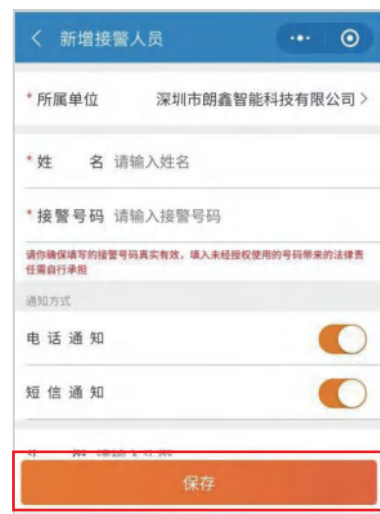 新增接警人员
* 所属单位 深圳市朗鑫智能科技有限公司 >
* 姓 名 请输入姓名
* 接警号码 请输入接警号码
请你确保填写的接警号码真实有效，填入未经授权使用的号码带来的法律责
任需自行承担
通知方式
电话通知
短信通知
保存